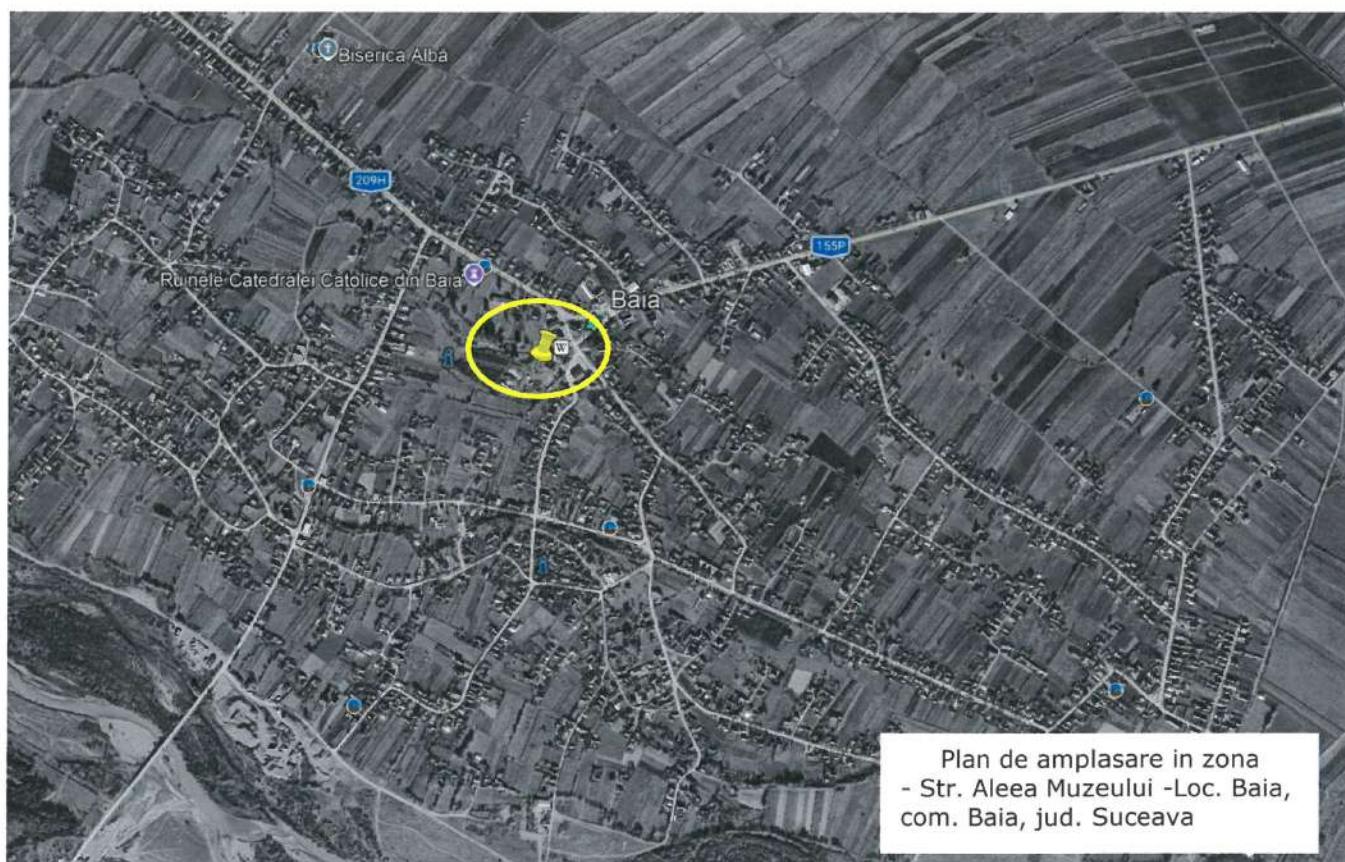 Biserica Albă
209H
155P
Ruinele Catedralei Catolice din Baia
Baia
W
Plan de amplasare in zona
- Str. Aleea Muzeului -Loc. Baia,
com. Baia, jud. Suceava